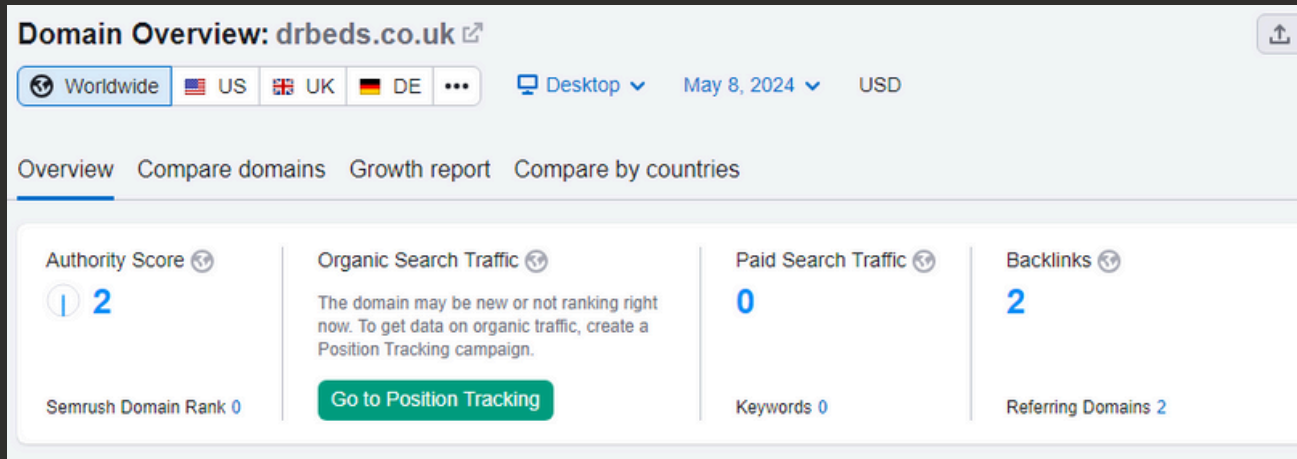 Domain Overview: drbeds.co.uk
Worldwide US UK DE ••• Desktop May 8, 2024 USD
Overview Compare domains Growth report Compare by countries
Authority Score
2
Semrush Domain Rank 0
Organic Search Traffic
The domain may be new or not ranking right
now. To get data on organic traffic, create a
Position Tracking campaign.
Go to Position Tracking
Paid Search Traffic
0
Keywords 0
Backlinks
2
Referring Domains 2